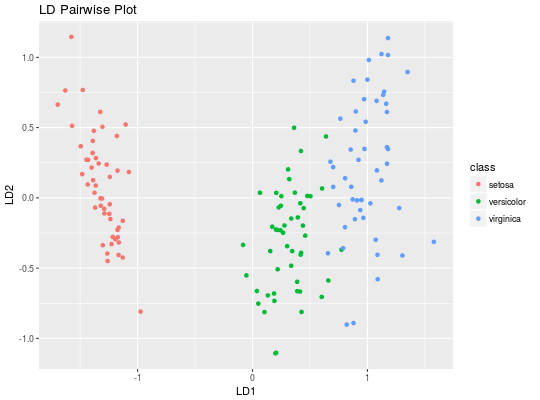 LD Pairwise Plot
1.0
0.5
0.0
-0.5
-1.0
LD2
-1
0
1
LD1
class
setosa
versicolor
virginica